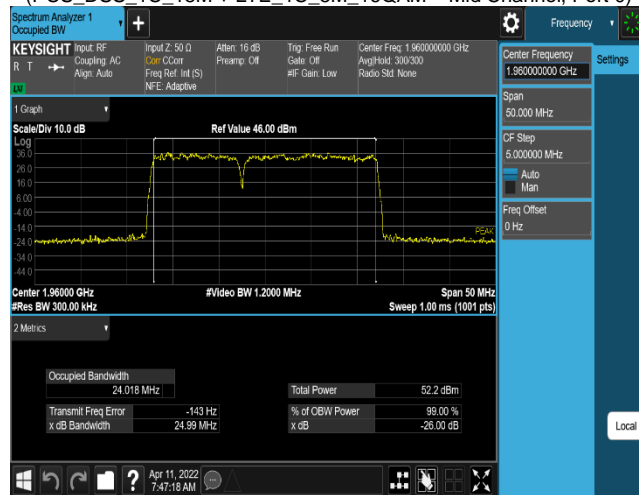 Spectrum Analyzer 1
Occupied BW
Frequency
KEYSIGHT
R T
LXI
Input: RF
Coupling: AC
Align: Auto
Input Z: 50 Ω
Corr CCorr
Freq Ref: Int (S)
NFE: Adaptive
Atten: 16 dB
Preamp: Off
Trig: Free Run
Gate: Off
#IF Gain: Low
Center Freq: 1.960000000 GHz
Avg|Hold: 300/300
Radio Std: None
Center Frequency
1.960000000 GHz
Settings
Span
50.000 MHz
CF Step
5.000000 MHz
Auto
Man
Freq Offset
0 Hz
1 Graph
Scale/Div 10.0 dB
Ref Value 46.00 dBm
Log
36.0
26.0
16.0
6.00
-4.00
-14.0
-24.0
-34.0
-44.0
PEAK
Center 1.96000 GHz
#Video BW 1.2000 MHz
Span 50 MHz
#Res BW 300.00 kHz
Sweep 1.00 ms (1001 pts)
2 Metrics
Occupied Bandwidth
24.018 MHz
Total Power
52.2 dBm
Transmit Freq Error
-143 Hz
% of OBW Power
99.00 %
x dB Bandwidth
24.99 MHz
x dB
-26.00 dB
Local
?
Apr 11, 2022
7:47:18 AM